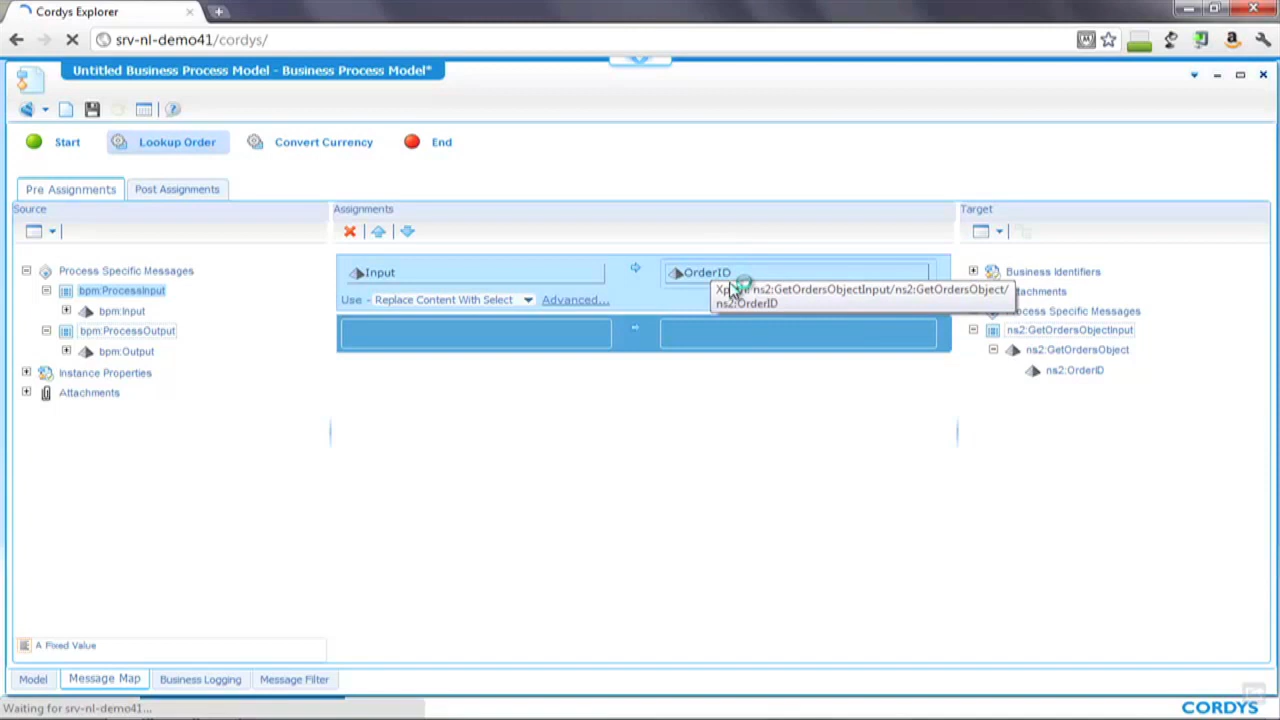 Cordys Explorer
srv-nl-demo41/cordys/
Untitled Business Process Model - Business Process Model*
Start
Lookup Order
Convert Currency
End
Pre Assignments
Post Assignments
Source
Assignments
Target
Process Specific Messages
bpm:ProcessInput
bpm:Input
bpm:ProcessOutput
bpm:Output
Instance Properties
Attachments
Input
OrderID
Use - Replace Content With Select
Advanced...
ns2:GetOrdersObjectInput/ns2:GetOrdersObject/
ns2:OrderID
Business Identifiers
Process Specific Messages
ns2:GetOrdersObjectInput
ns2:GetOrdersObject
ns2:OrderID
A Fixed Value
Model
Message Map
Business Logging
Message Filter
Waiting for srv-nl-demo41...
CORDYS